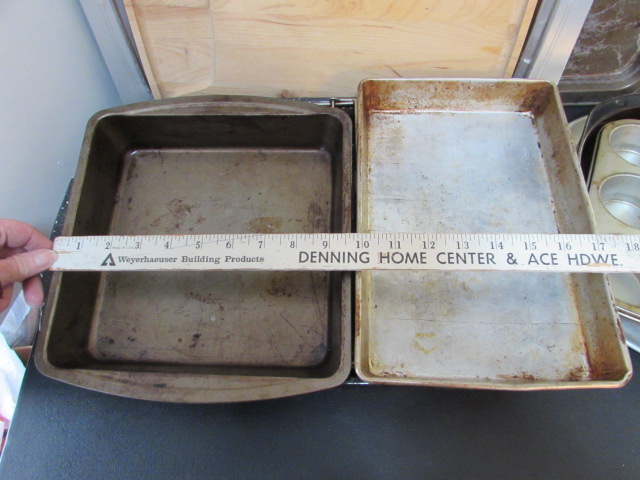 1 2 3 4 5 6 7 8 9 10 11 12 13 14 15 16 17 18
Weyerhaeuser Building Products DENNING HOME CENTER & ACE HDWE.